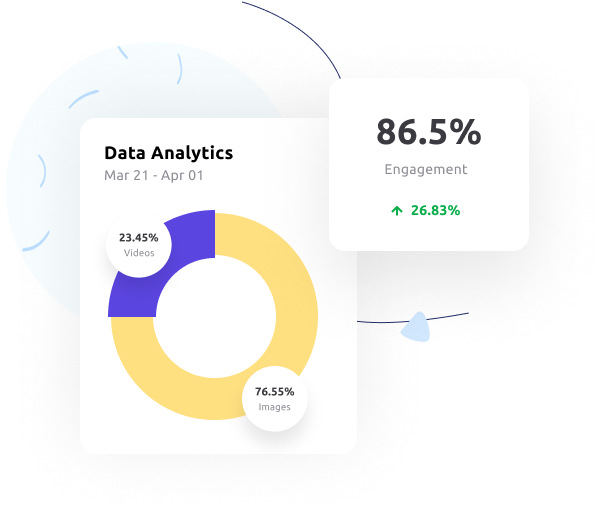 86.5%
Engagement
↑ 26.83%
Data Analytics
Mar 21 - Apr 01
23.45%
Videos
76.55%
Images